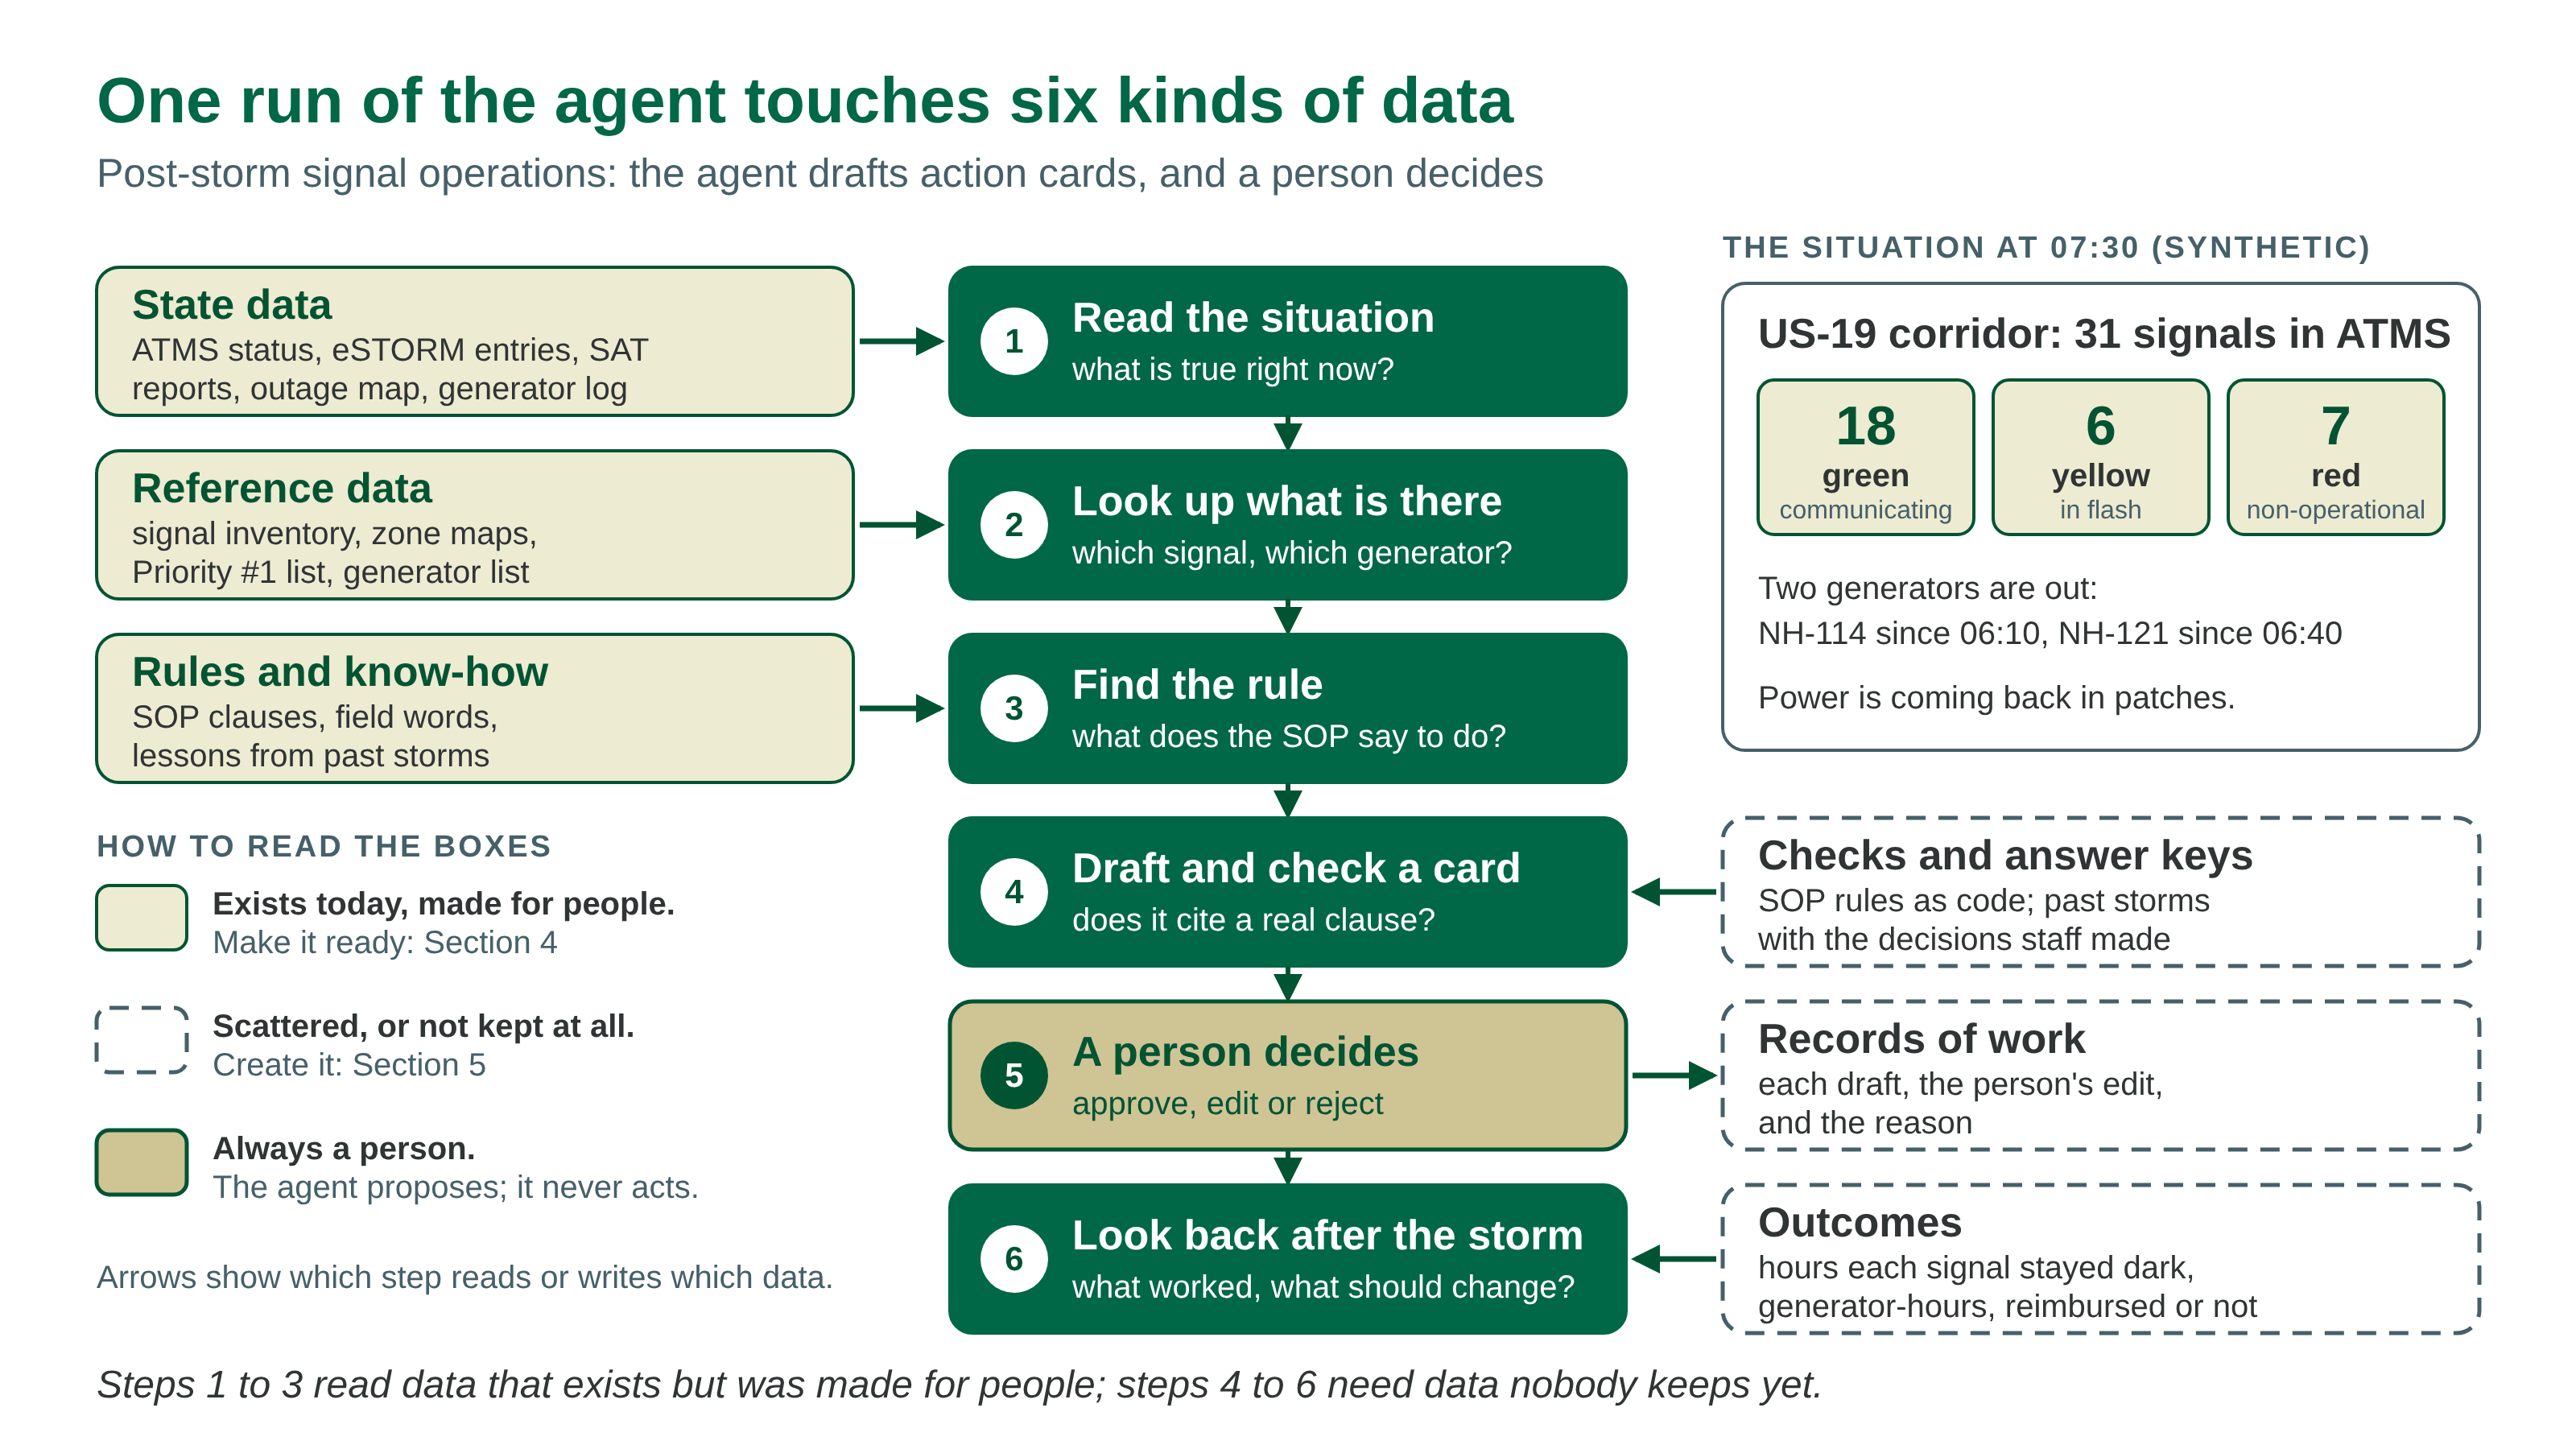 One run of the agent touches six kinds of data
Post-storm signal operations: the agent drafts action cards, and a person decides
State data
ATMS status, eSTORM entries, SAT
reports, outage map, generator log
Reference data
signal inventory, zone maps,
Priority #1 list, generator list
Rules and know-how
SOP clauses, field words,
lessons from past storms
HOW TO READ THE BOXES
Exists today, made for people.
Make it ready: Section 4
Scattered, or not kept at all.
Create it: Section 5
Always a person.
The agent proposes; it never acts.
Arrows show which step reads or writes which data.
1
Read the situation
what is true right now?
2
Look up what is there
which signal, which generator?
3
Find the rule
what does the SOP say to do?
4
Draft and check a card
does it cite a real clause?
5
A person decides
approve, edit or reject
6
Look back after the storm
what worked, what should change?
THE SITUATION AT 07:30 (SYNTHETIC)
US-19 corridor: 31 signals in ATMS
18
green
communicating
6
yellow
in flash
7
red
non-operational
Two generators are out:
NH-114 since 06:10, NH-121 since 06:40
Power is coming back in patches.
Checks and answer keys
SOP rules as code; past storms
with the decisions staff made
Records of work
each draft, the person's edit,
and the reason
Outcomes
hours each signal stayed dark,
generator-hours, reimbursed or not
Steps 1 to 3 read data that exists but was made for people; steps 4 to 6 need data nobody keeps yet.